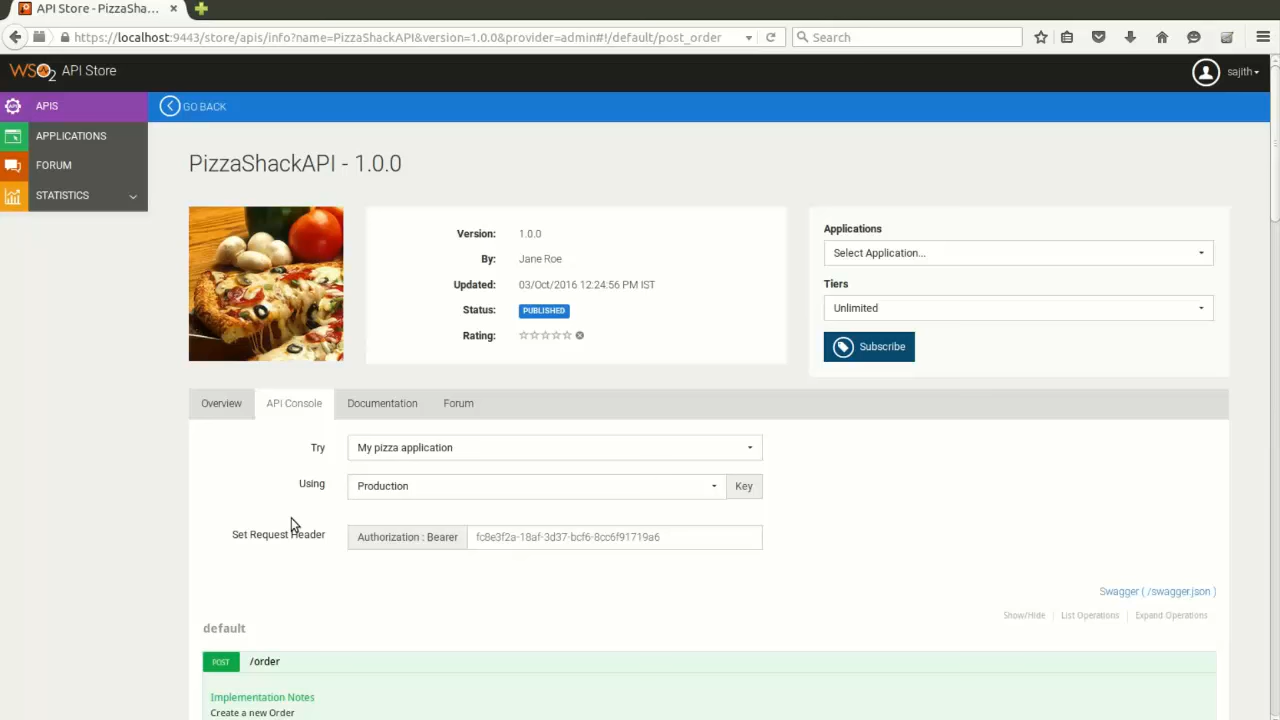 API Store - PizzaSha...
https://localhost:9443/store/apis/info?name=PizzaShackAPI&version=1.0.0&provider=admin#!/default/post_order
Search
WSO2 API Store
sajith
APIS
GO BACK
APPLICATIONS
FORUM
STATISTICS
PizzaShackAPI - 1.0.0
Version: 1.0.0
By: Jane Roe
Updated: 03/Oct/2016 12:24:56 PM IST
Status: PUBLISHED
Rating:
Applications
Select Application...
Tiers
Unlimited
Subscribe
Overview API Console Documentation Forum
Try My pizza application
Using Production Key
Set Request Header Authorization : Bearer fc8e3f2a-18af-3d37-bcf6-8cc6f91719a6
Swagger ( /swagger.json )
Show/Hide List Operations Expand Operations
default
POST /order
Implementation Notes
Create a new Order